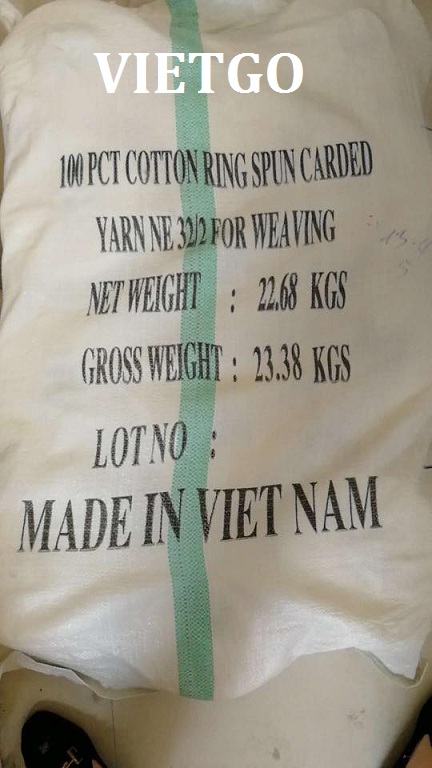 VIETGO
100 PCT COTTON RING SPUN CARDED
YARN NE 32/2 FOR WEAVING
NET WEIGHT : 22.68 KGS
GROSS WEIGHT : 23.38 KGS
LOT NO :
MADE IN VIET NAM